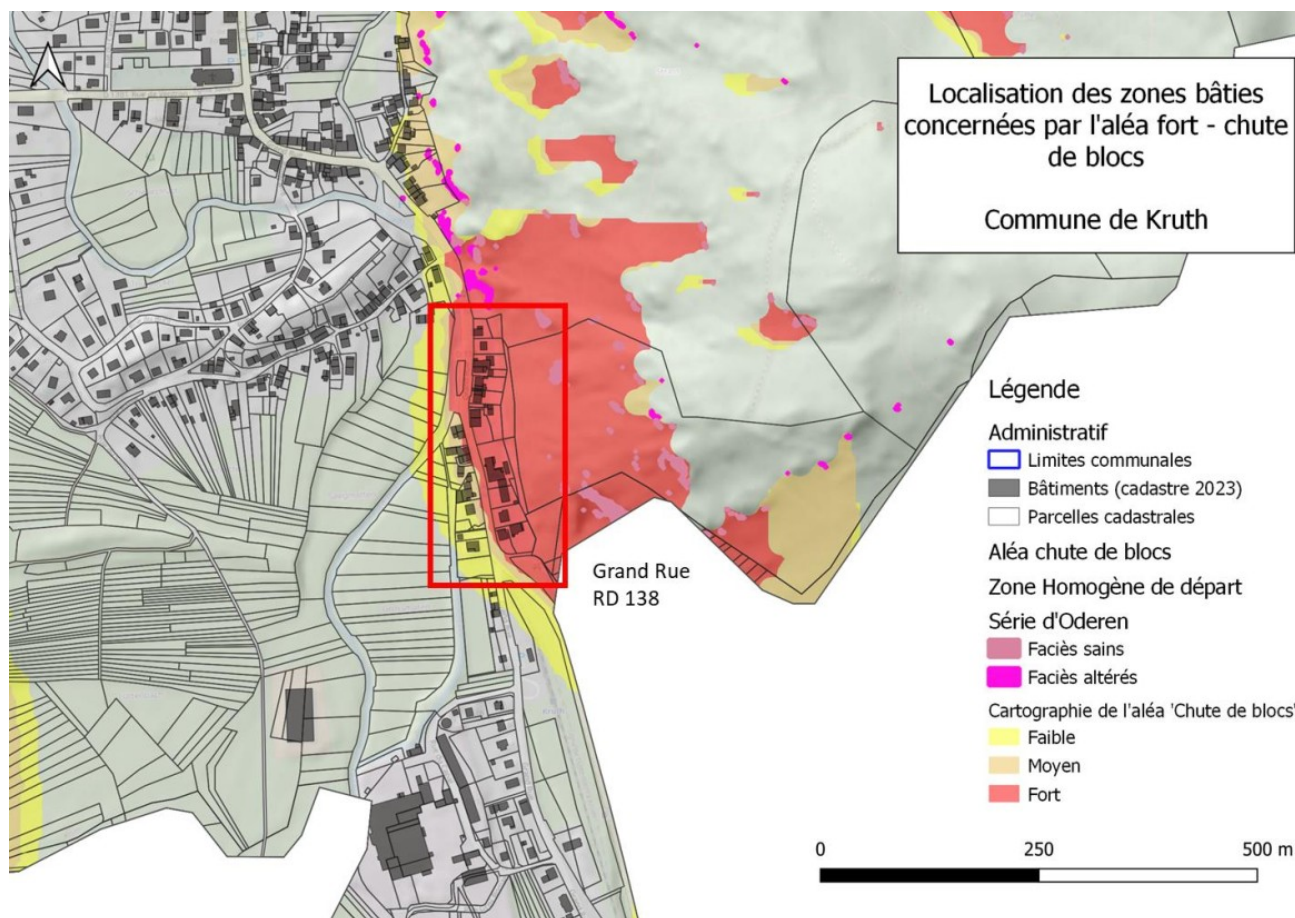 Localisation des zones bâties
concernées par l'aléa fort - chute
de blocs
Commune de Kruth
Grand Rue
RD 138
Légende
Administratif
Limites communales
Bâtiments (cadastre 2023)
Parcelles cadastrales
Aléa chute de blocs
Zone Homogène de départ
Série d'Oderen
Faciès sains
Faciès altérés
Cartographie de l'aléa 'Chute de blocs'
Faible
Moyen
Fort
0 250 500 m